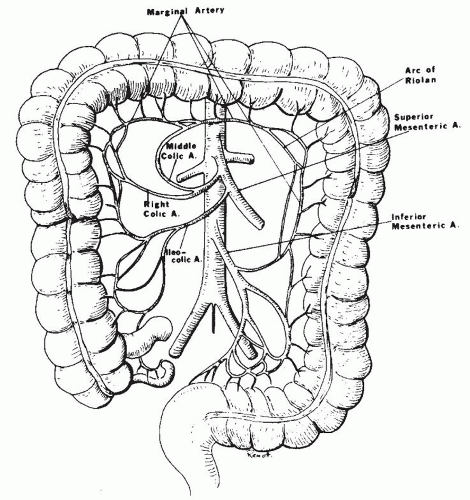 Marginal Artery
Arc of
Riolan
Superior
Mesenteric A.
Middle
Colic A.
Right
Colic A.
Inferior
Mesenteric A.
Ileo-
colic A.